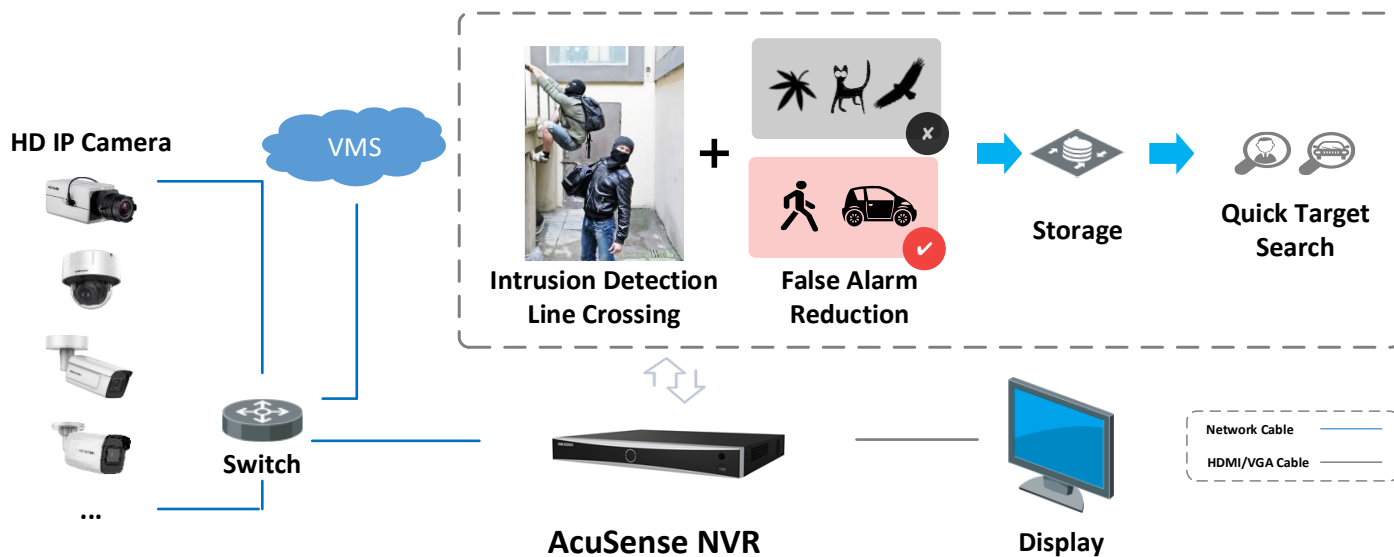 HD IP Camera
VMS
Intrusion Detection
Line Crossing
+
False Alarm
Reduction
Storage
Quick Target
Search
Switch
...
AcuSense NVR
HIKVISION
Display
Network Cable
HDMI/VGA Cable